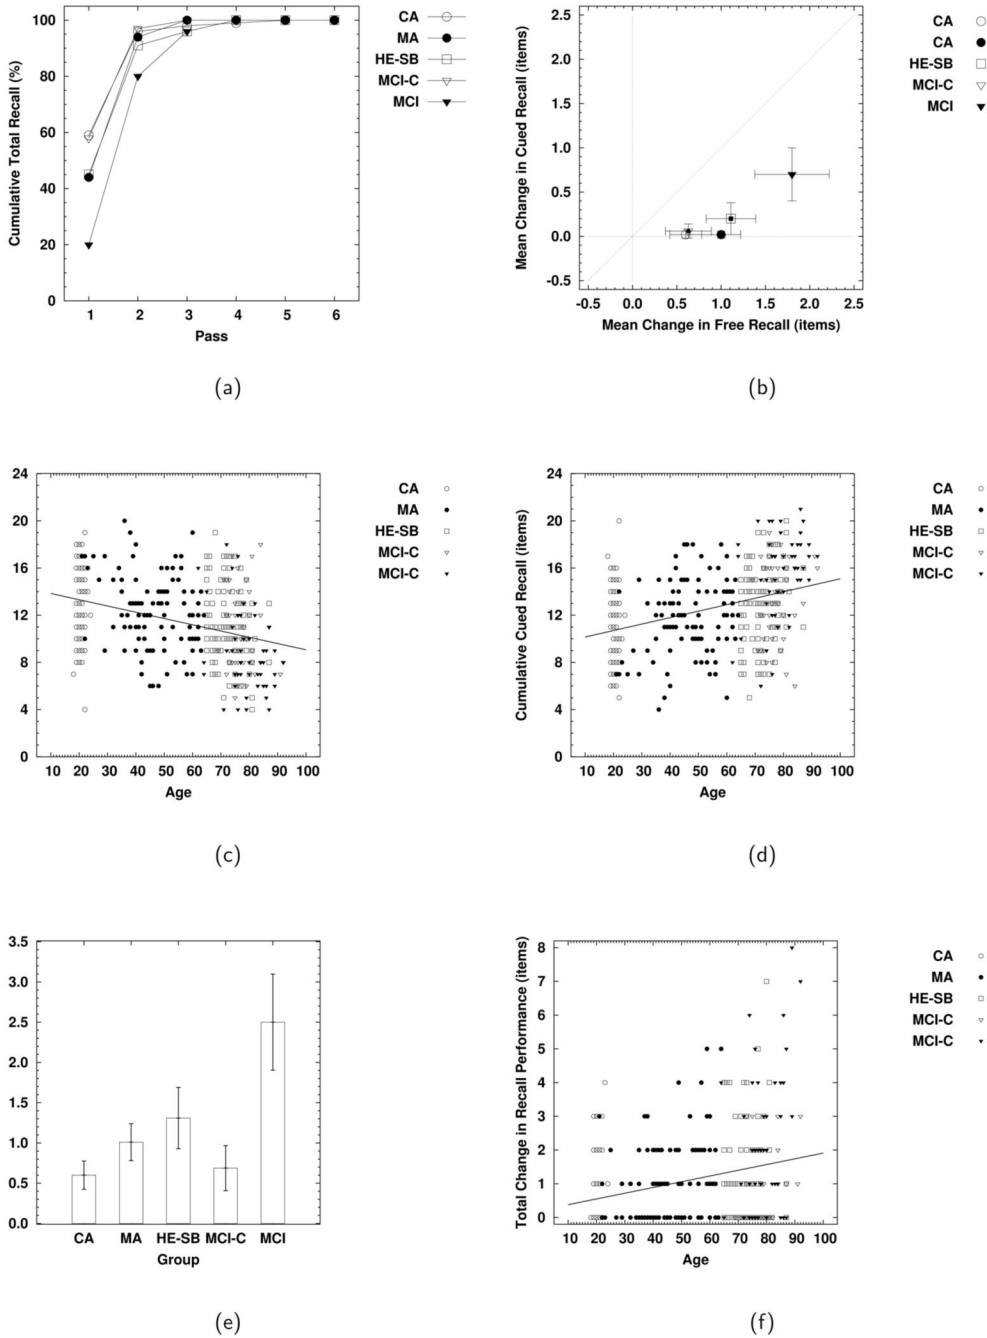 Cumulative Total Recall (%)
100
80
60
40
20
0
1 2 3 4 5 6
Pass
CA
MA
HE-SB
MCI-C
MCI
(a)
Mean Change in Cued Recall (items)
2.5
2.0
1.5
1.0
0.5
0.0
-0.5
-0.5 0.0 0.5 1.0 1.5 2.0 2.5
Mean Change in Free Recall (items)
CA
CA
HE-SB
MCI-C
MCI
(b)
24
20
16
12
8
4
0
10 20 30 40 50 60 70 80 90 100
Age
CA
MA
HE-SB
MCI-C
MCI-C
(c)
Cumulative Cued Recall (items)
24
20
16
12
8
4
0
10 20 30 40 50 60 70 80 90 100
Age
CA
MA
HE-SB
MCI-C
MCI-C
(d)
3.5
3.0
2.5
2.0
1.5
1.0
0.5
0.0
CA MA HE-SB MCI-C MCI
Group
(e)
Total Change in Recall Performance (items)
8
7
6
5
4
3
2
1
0
10 20 30 40 50 60 70 80 90 100
Age
CA
MA
HE-SB
MCI-C
MCI-C
(f)